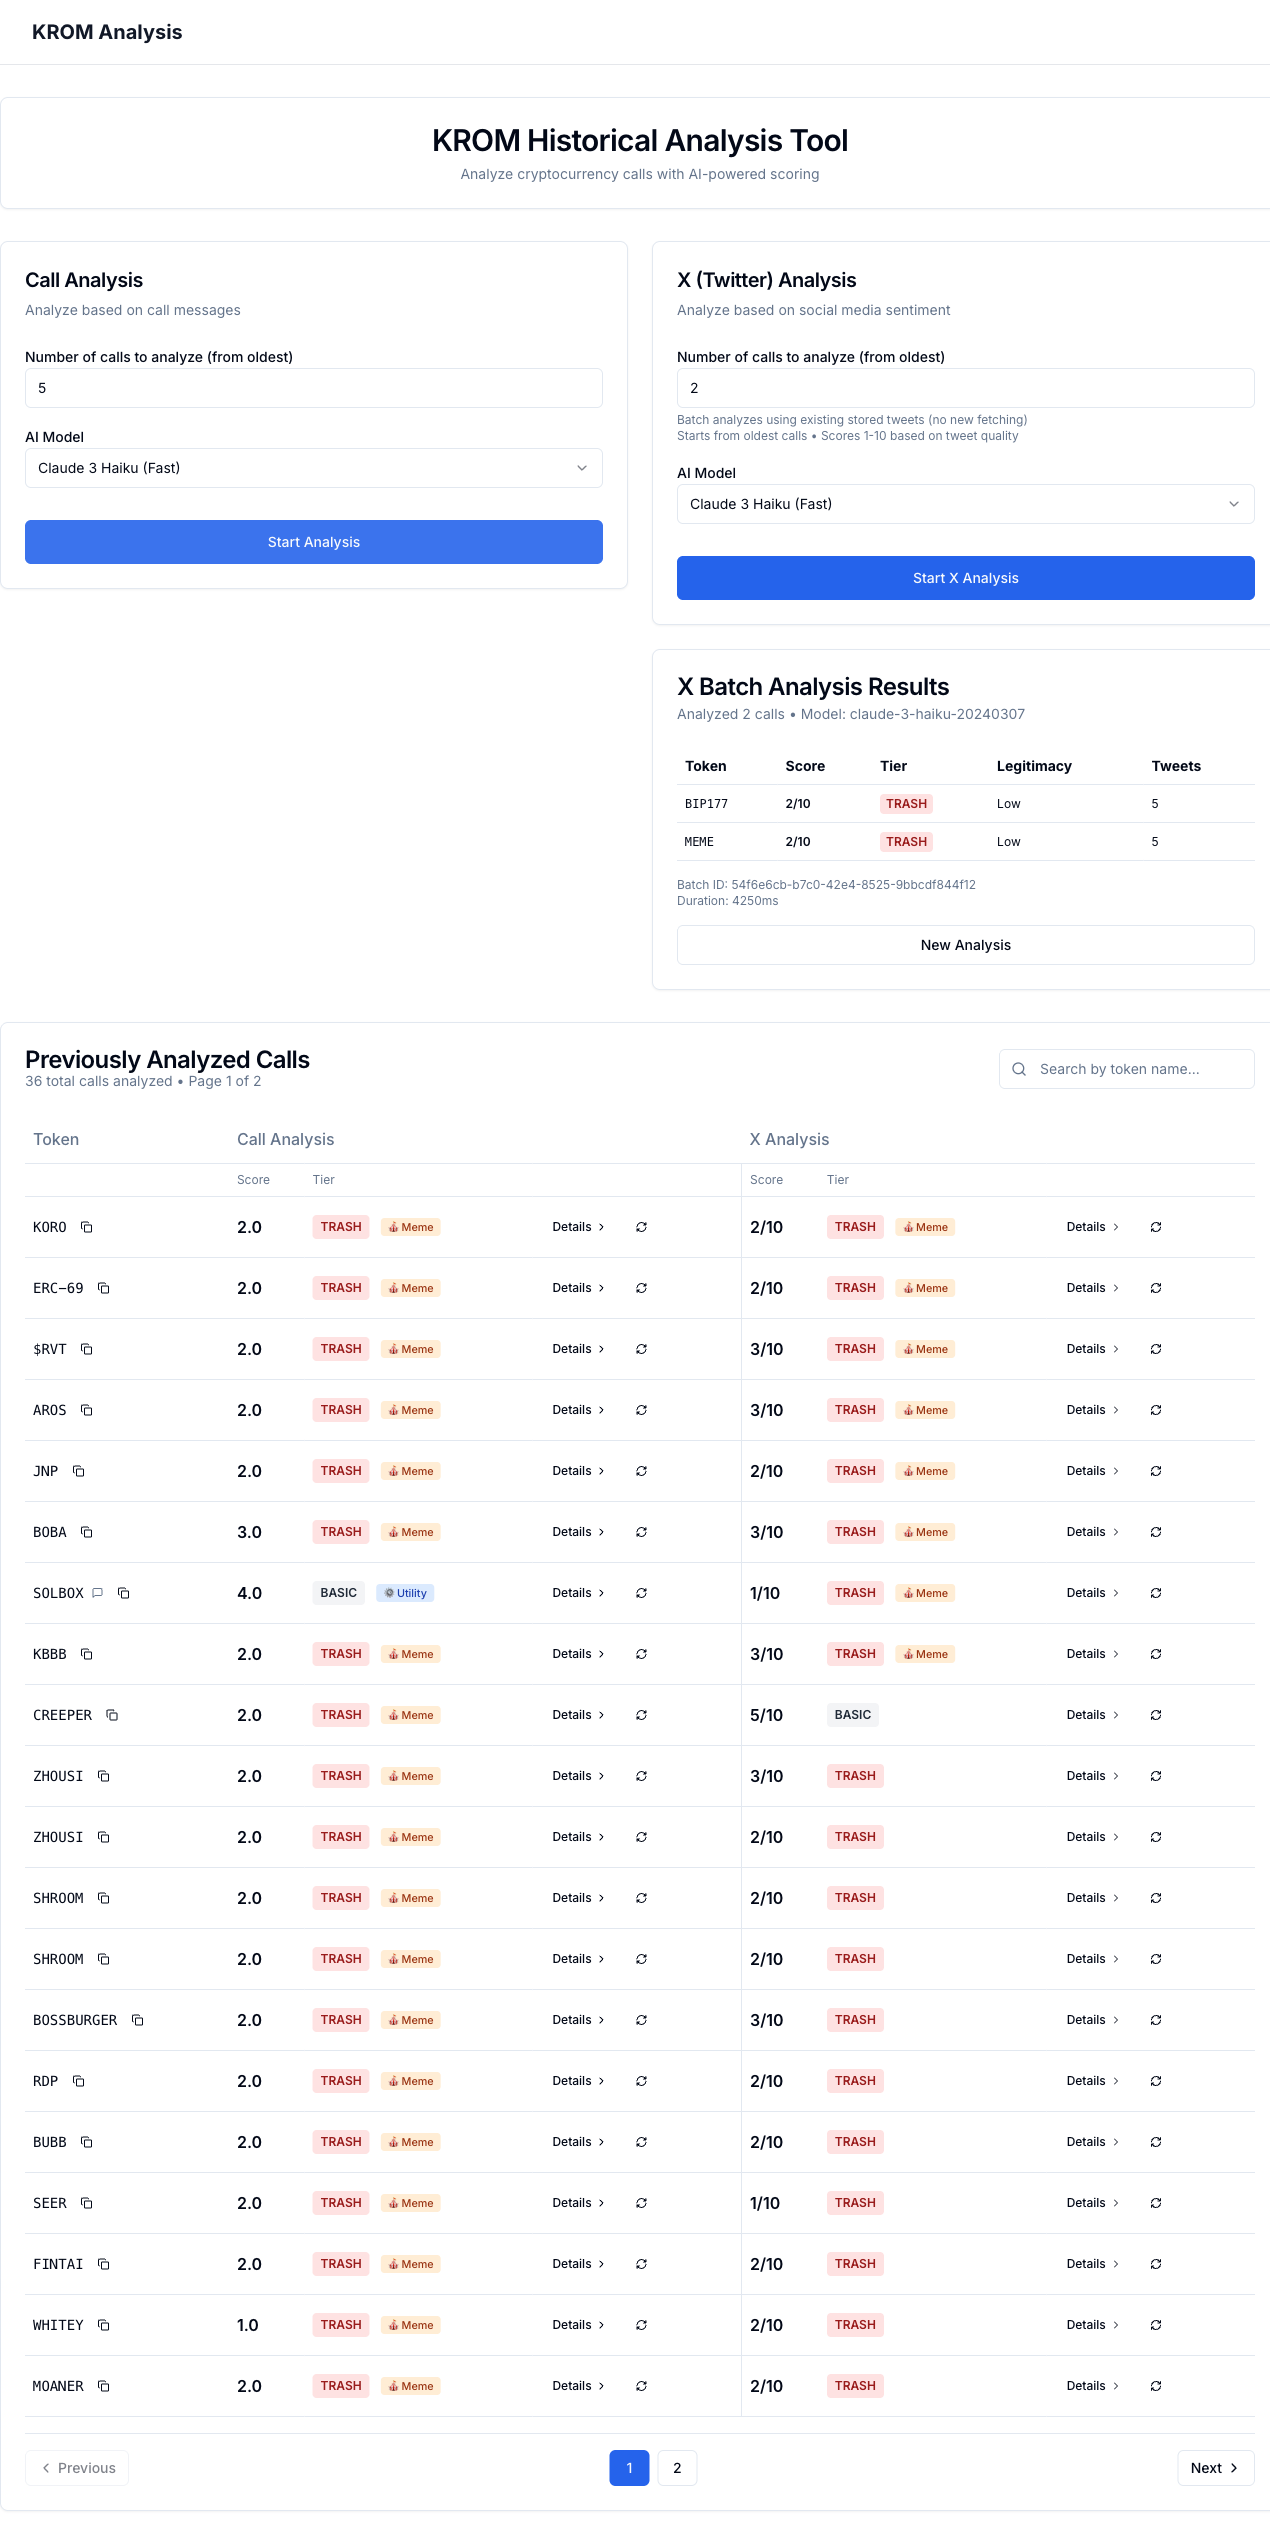 KROM Analysis
KROM Historical Analysis Tool
Analyze cryptocurrency calls with AI-powered scoring
Call Analysis
Analyze based on call messages
Number of calls to analyze (from oldest)
5
AI Model
Claude 3 Haiku (Fast)
Start Analysis
X (Twitter) Analysis
Analyze based on social media sentiment
Number of calls to analyze (from oldest)
2
Batch analyzes using existing stored tweets (no new fetching)
Starts from oldest calls • Scores 1-10 based on tweet quality
AI Model
Claude 3 Haiku (Fast)
Start X Analysis
X Batch Analysis Results
Analyzed 2 calls • Model: claude-3-haiku-20240307
Token Score Tier Legitimacy Tweets
BIP177 2/10 TRASH Low 5
MEME 2/10 TRASH Low 5
Batch ID: 54f6e6cb-b7c0-42e4-8525-9bbcdf844f12
Duration: 4250ms
New Analysis
Previously Analyzed Calls
36 total calls analyzed • Page 1 of 2
Search by token name...
Token Call Analysis X Analysis
Score Tier Score Tier
KORO 2.0 TRASH Meme Details 2/10 TRASH Meme Details
ERC-69 2.0 TRASH Meme Details 2/10 TRASH Meme Details
$RVT 2.0 TRASH Meme Details 3/10 TRASH Meme Details
AROS 2.0 TRASH Meme Details 3/10 TRASH Meme Details
JNP 2.0 TRASH Meme Details 2/10 TRASH Meme Details
BOBA 3.0 TRASH Meme Details 3/10 TRASH Meme Details
SOLBOX 4.0 BASIC Utility Details 1/10 TRASH Meme Details
KBBB 2.0 TRASH Meme Details 3/10 TRASH Meme Details
CREEPER 2.0 TRASH Meme Details 5/10 BASIC Details
ZHOUSI 2.0 TRASH Meme Details 3/10 TRASH Details
ZHOUSI 2.0 TRASH Meme Details 2/10 TRASH Details
SHROOM 2.0 TRASH Meme Details 2/10 TRASH Details
SHROOM 2.0 TRASH Meme Details 2/10 TRASH Details
BOSSBURGER 2.0 TRASH Meme Details 3/10 TRASH Details
RDP 2.0 TRASH Meme Details 2/10 TRASH Details
BUBB 2.0 TRASH Meme Details 2/10 TRASH Details
SEER 2.0 TRASH Meme Details 1/10 TRASH Details
FINTAI 2.0 TRASH Meme Details 2/10 TRASH Details
WHITEY 1.0 TRASH Meme Details 2/10 TRASH Details
MOANER 2.0 TRASH Meme Details 2/10 TRASH Details
Previous 1 2 Next